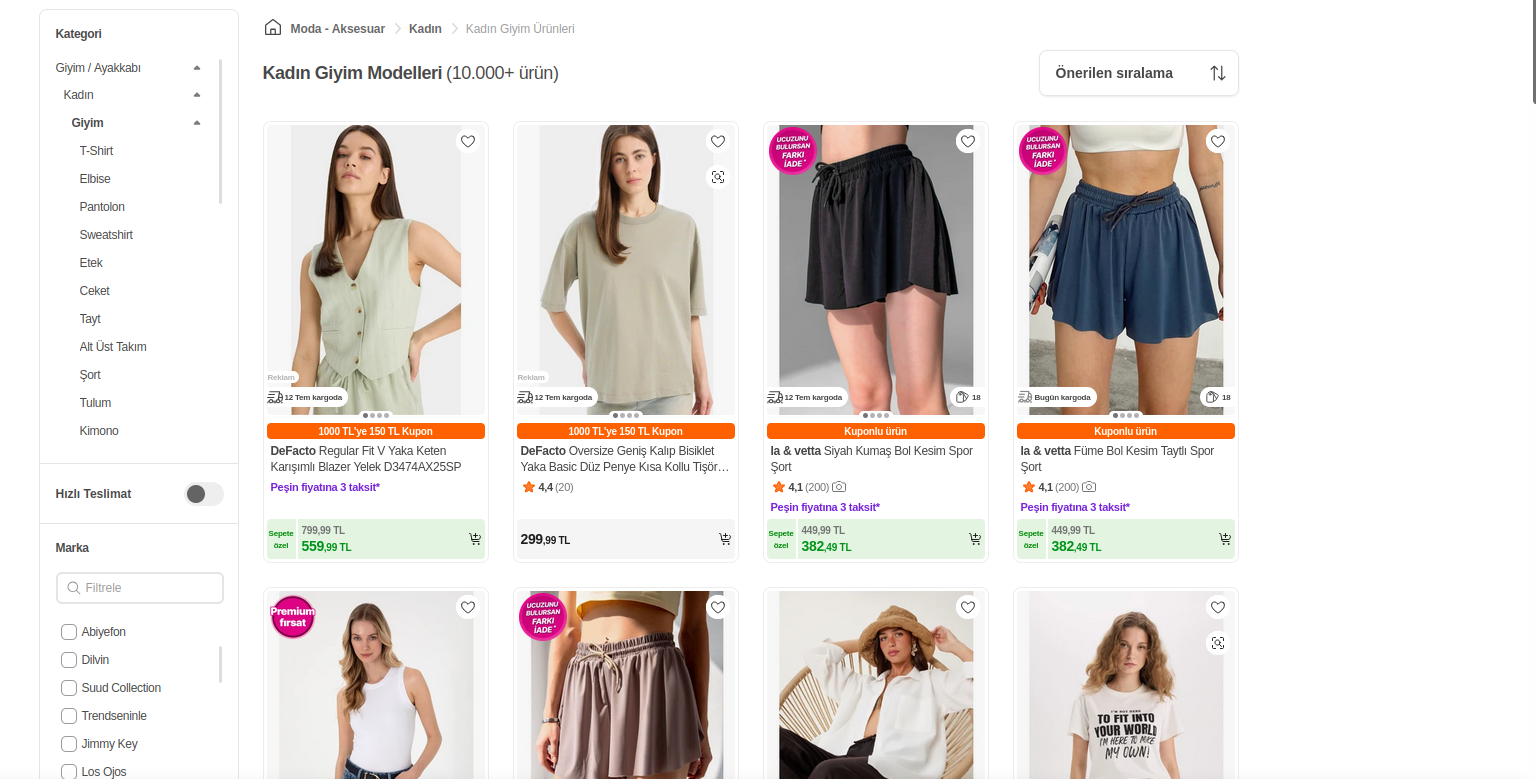 Kategori
Giyim / Ayakkabı
Kadın
Giyim
T-Shirt
Elbise
Pantolon
Sweatshirt
Etek
Ceket
Tayt
Alt Üst Takım
Şort
Tulum
Kimono
Hızlı Teslimat
Marka
Filtrele
Abiyefon
Dilvin
Suud Collection
Trendseninle
Jimmy Key
Los Ojos
Moda - Aksesuar
Kadın
Kadın Giyim Ürünleri
Kadın Giyim Modelleri (10.000+ ürün)
Önerilen sıralama
Reklam
12 Tem kargoda
1000 TL'ye 150 TL Kupon
DeFacto Regular Fit V Yaka Keten
Karışımlı Blazer Yelek D3474AX25SP
Peşin fiyatına 3 taksit*
Sepete
özel
799,99 TL
559,99 TL
Reklam
12 Tem kargoda
1000 TL'ye 150 TL Kupon
DeFacto Oversize Geniş Kalıp Bisiklet
Yaka Basic Düz Penye Kısa Kollu Tişör…
4,4 (20)
299,99 TL
UCUZUNU
BULURSAN
FARKI
İADE*
12 Tem kargoda
18
Kuponlu ürün
la & vetta Siyah Kumaş Bol Kesim Spor
Şort
4,1 (200)
Peşin fiyatına 3 taksit*
Sepete
özel
449,99 TL
382,49 TL
UCUZUNU
BULURSAN
FARKI
İADE*
Bugün kargoda
18
Kuponlu ürün
la & vetta Füme Bol Kesim Taytlı Spor
Şort
4,1 (200)
Peşin fiyatına 3 taksit*
Sepete
özel
449,99 TL
382,49 TL
Premium
fırsat
UCUZUNU
BULURSAN
FARKI
İADE*
I'M NOT HERE
TO FIT INTO
YOUR WORLD
I'M HERE TO MAKE
MY OWN!